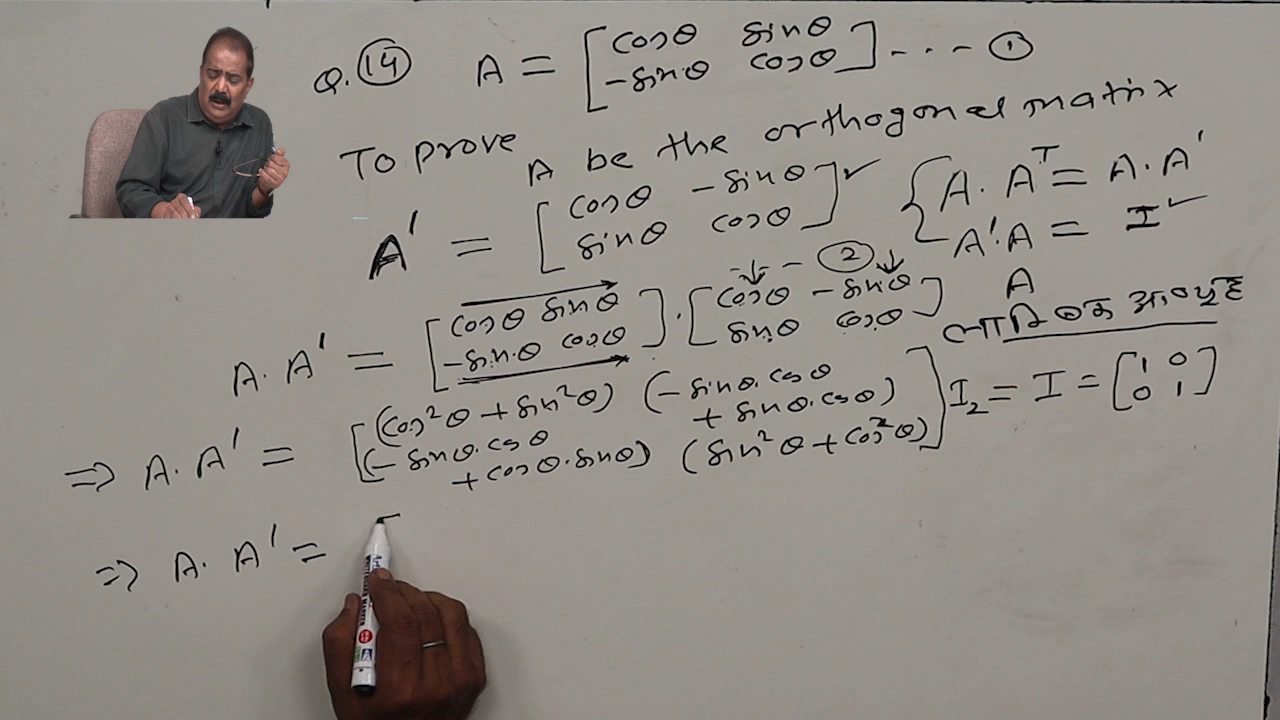 Q. 14 A = [cosθ sinθ
-sinθ cosθ] --- ①
To prove A be the orthogonal matrix
A' = [cosθ -sinθ
sinθ cosθ] ✓
--- ②
{A. Aᵀ = A. A'
A'.A = I ✓
A. A' = [cosθ sinθ
-sinθ cosθ] . [cosθ -sinθ
sinθ cosθ]
A
⇒ A. A' = [(cos²θ + sin²θ) (-sinθ. cosθ
+ sinθ. cosθ)
(-sinθ. cosθ
+ cosθ. sinθ) (sin²θ + cos²θ)]
I₂ = I = [1 0
0 1]
⇒ A. A' =